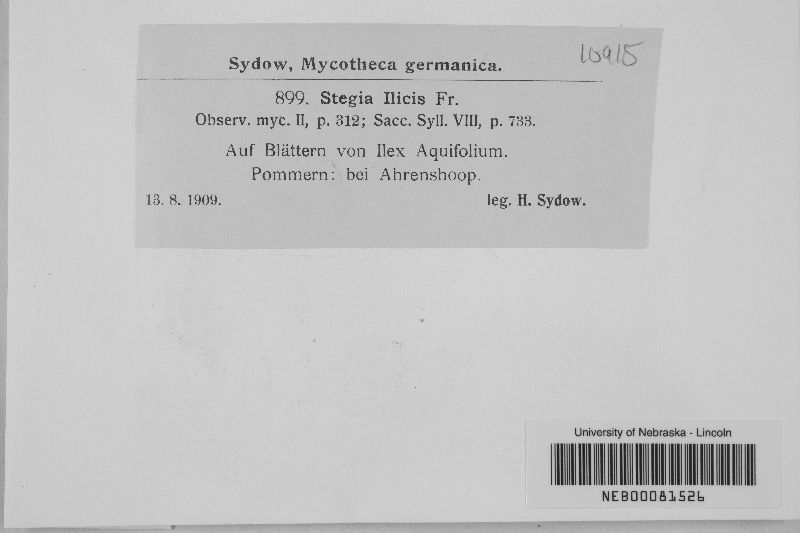 Sydow, Mycotheca germanica.
10915
899. Stegia Ilicis Fr.
Observ. myc. II, p. 312; Sacc. Syll. VIII, p. 733.
Auf Blättern von Ilex Aquifolium.
Pommern: bei Ahrenshoop.
13. 8. 1909. leg. H. Sydow.
University of Nebraska - Lincoln
NEB00081526